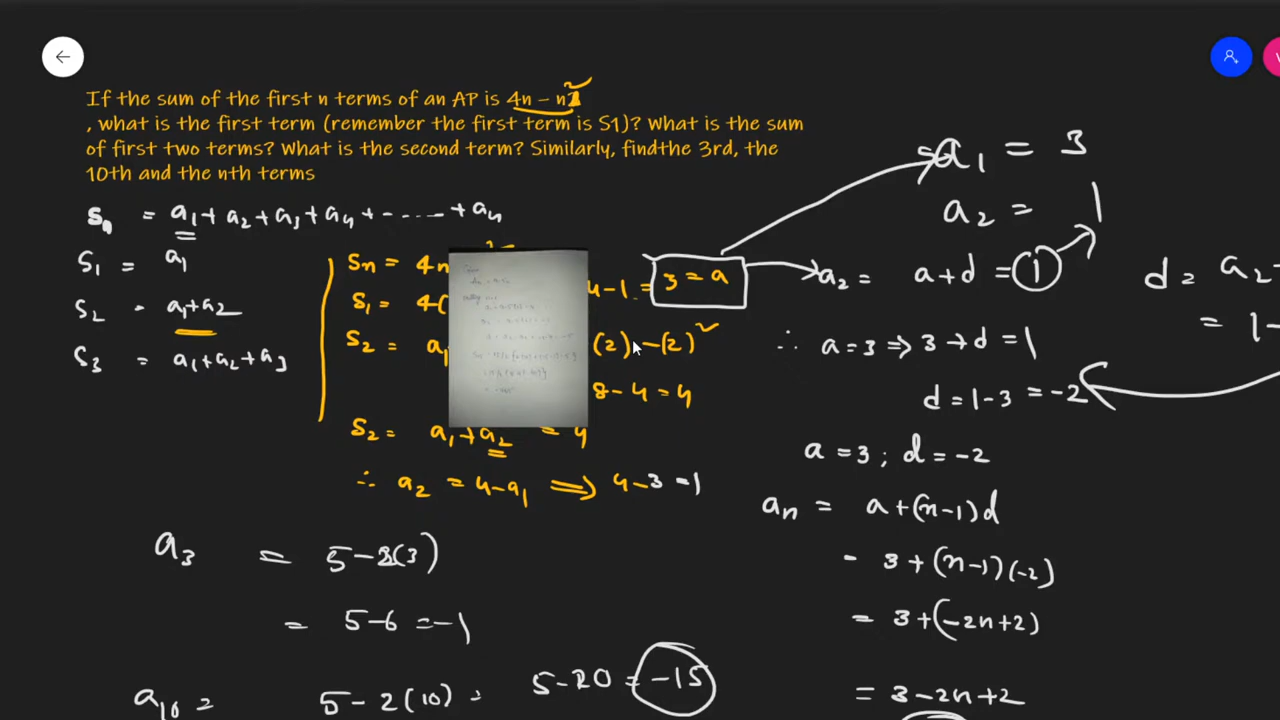 If the sum of the first n terms of an AP is 4n - n²
, what is the first term (remember the first term is S1)? What is the sum
of first two terms? What is the second term? Similarly, findthe 3rd, the
10th and the nth terms
Sn = a1 + a2 + a3 + a4 + ----- + an
S1 = a1
S2 = a1+a2
S3 = a1+a2+a3
Sn = 4n
S1 = 4( 4-1 = 3 = a
S2 = a1 (2) - (2)²
8 - 4 = 4
S2 = a1 + a2 = 4
∴ a2 = 4-a1 ⟹ 4-3 = 1
a3 = 5-2(3)
= 5-6 = -1
a10 = 5-2(10) = 5-20 = -15
a1 = 3
a2 = 1
a2 = a+d = 1
∴ a=3 ⟹ 3+d = 1
d = 1-3 = -2
a = 3 ; d = -2
an = a+(n-1)d
= 3+(n-1)(-2)
= 3+(-2n+2)
= 3-2n+2
d = a2
= 1-